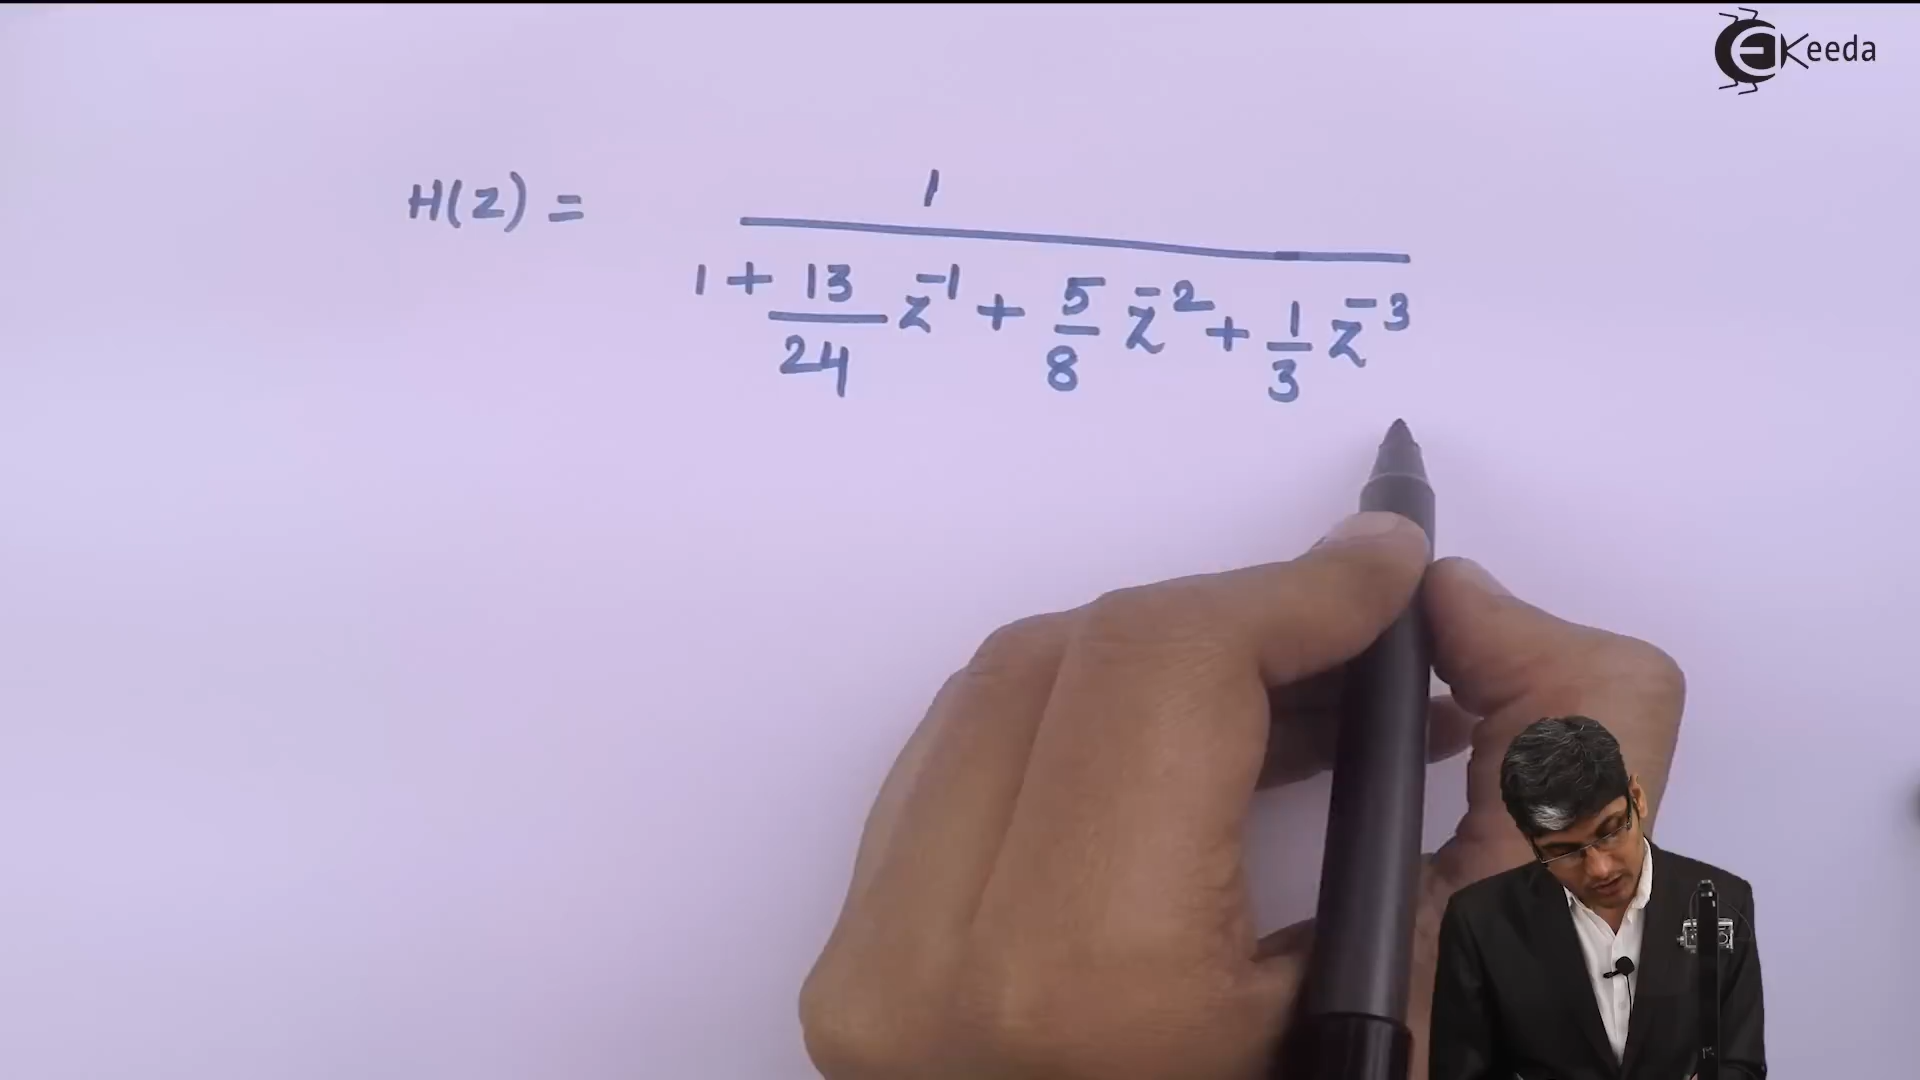 EKeeda
H(z) = 1 / (1 + 13/24 z⁻¹ + 5/8 z⁻² + 1/3 z⁻³)